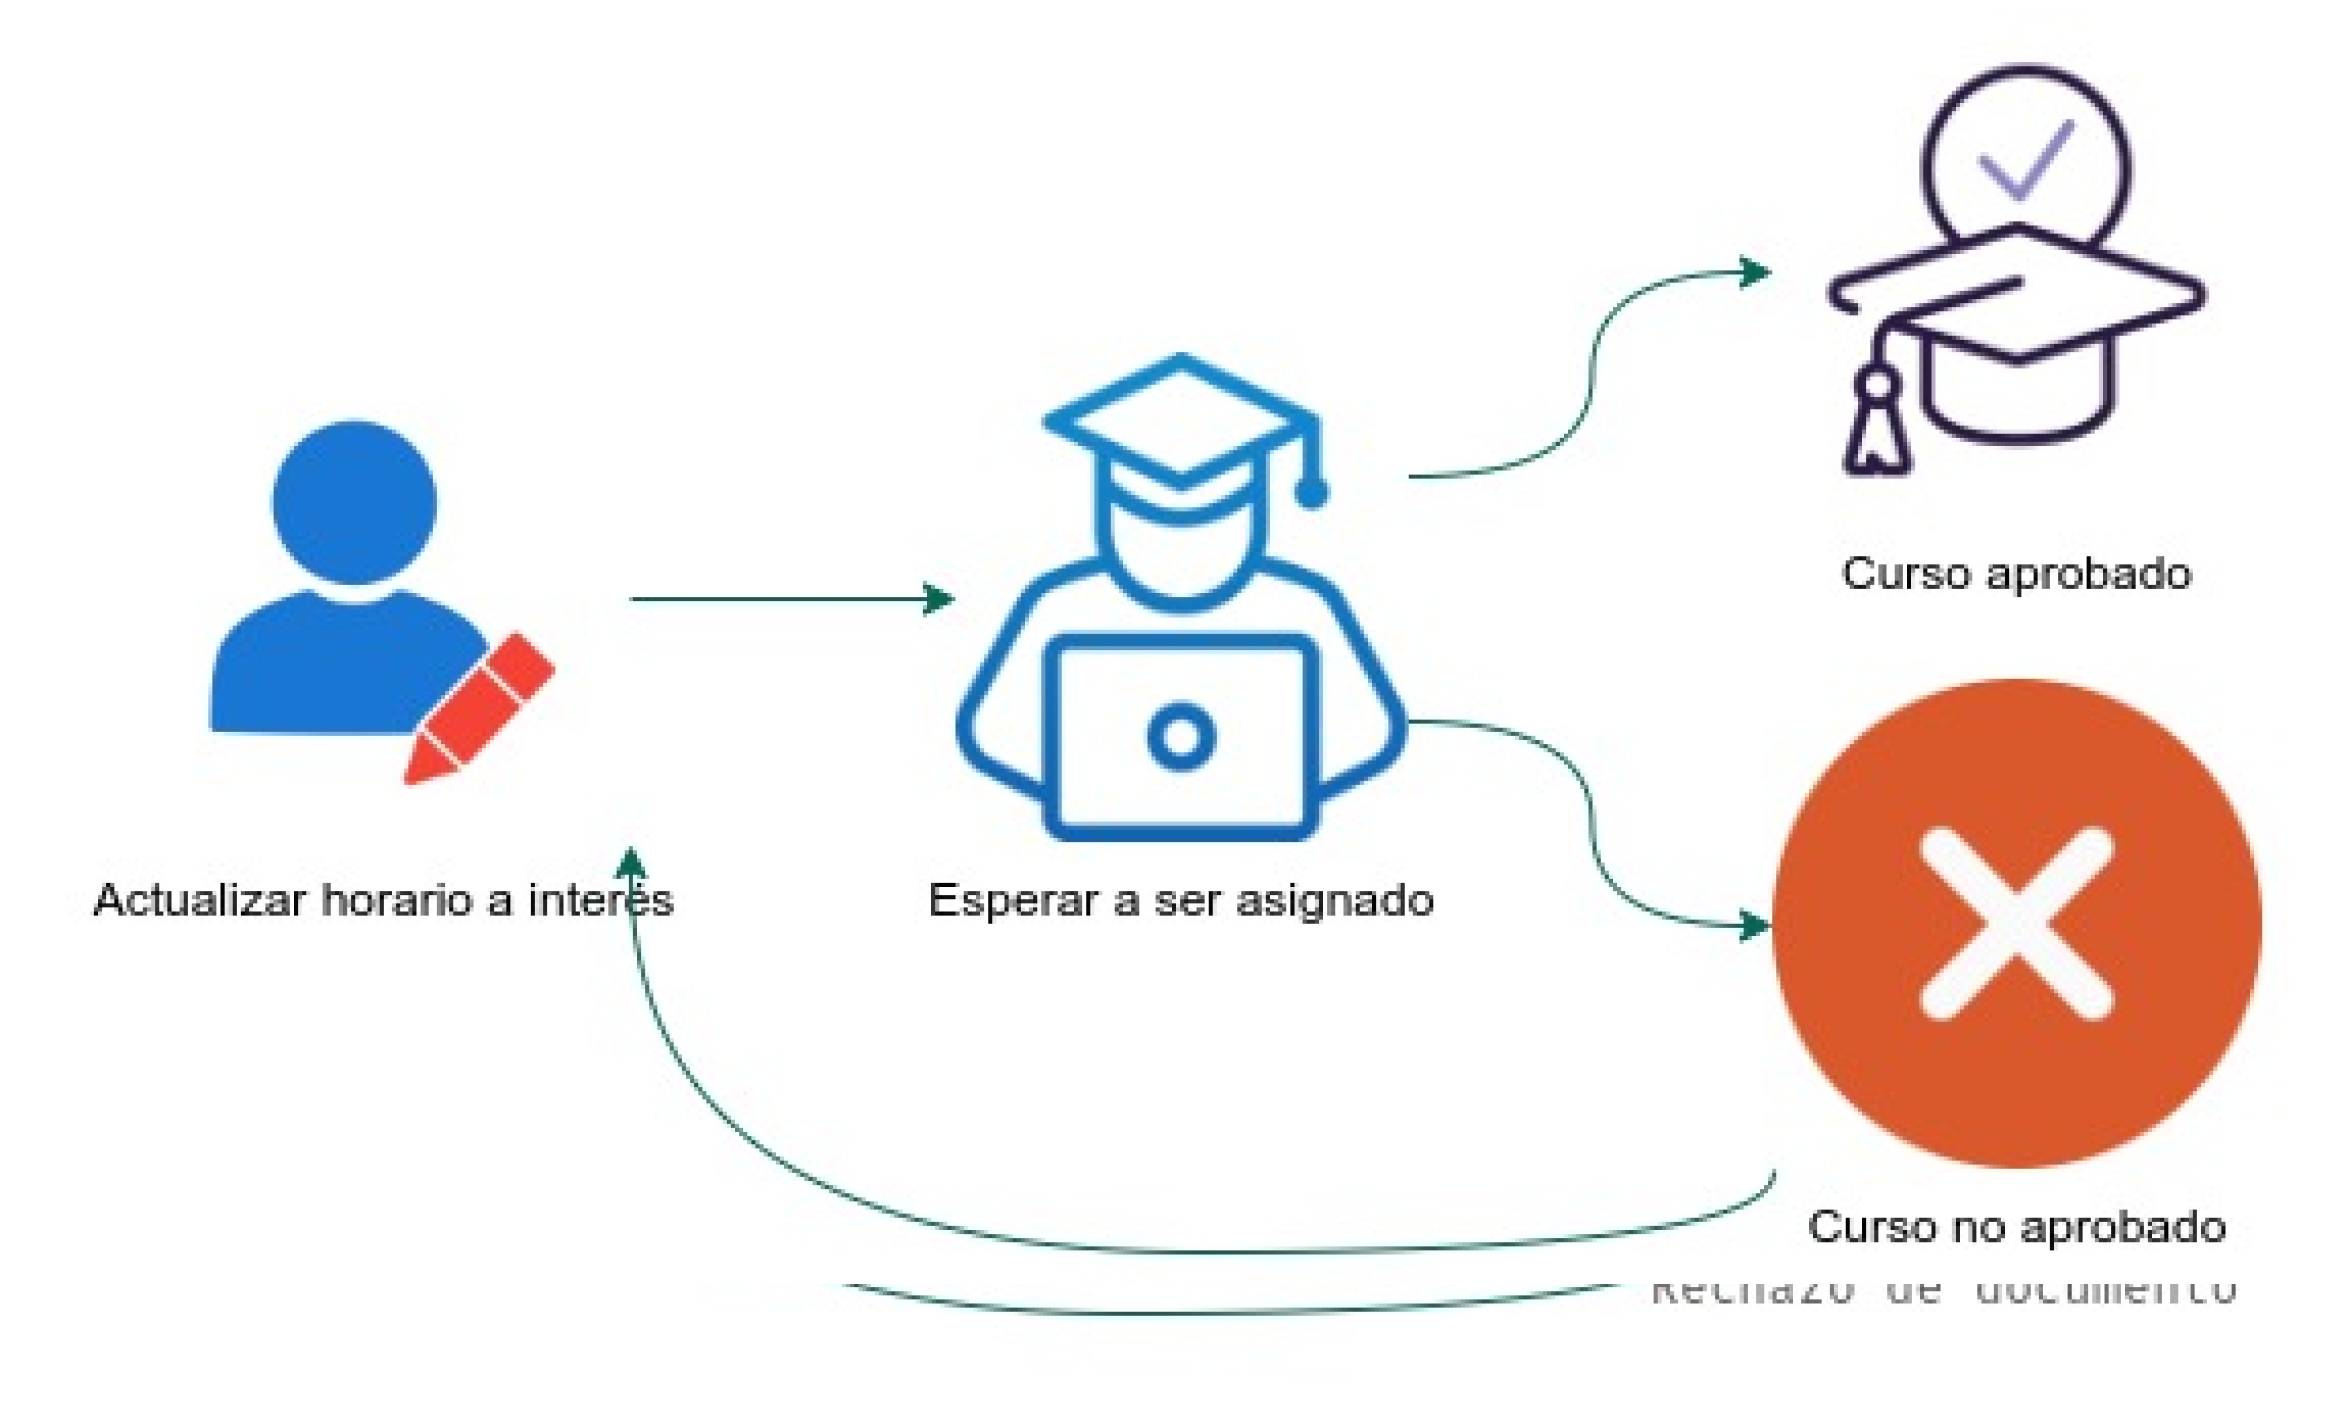 Curso aprobado
Actualizar horario a interés
Esperar a ser asignado
Curso no aprobado
Rechazo de documento